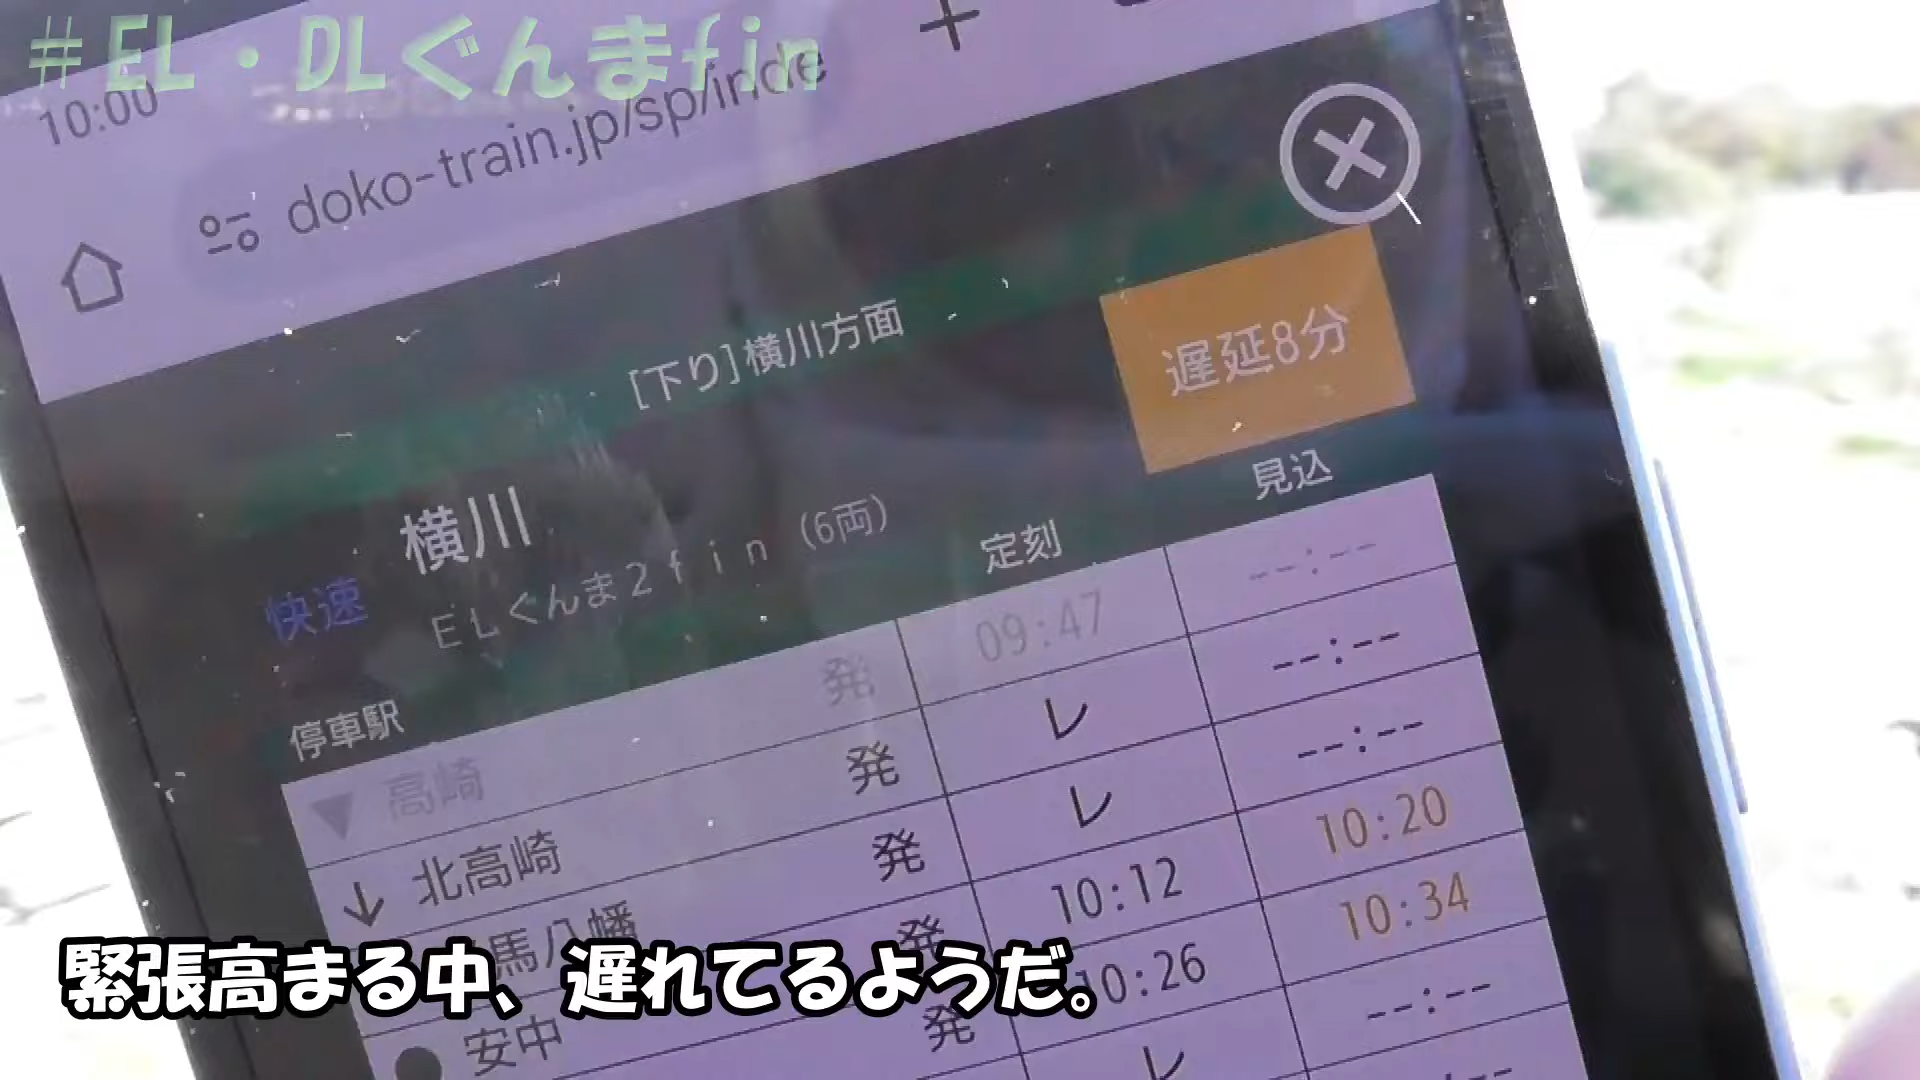 #EL・DLぐんまfin
10:00
doko-train.jp/sp/inde
[下り]横川方面
遅延8分
快速 横川
ELぐんま2fin (6両)
停車駅 定刻 見込
高崎 発 09:47 --:--
↓ 北高崎 発 レ --:--
馬八幡 発 レ --:--
安中 発 10:12 10:20
10:26 10:34
レ --:--
--
緊張高まる中、遅れてるようだ。